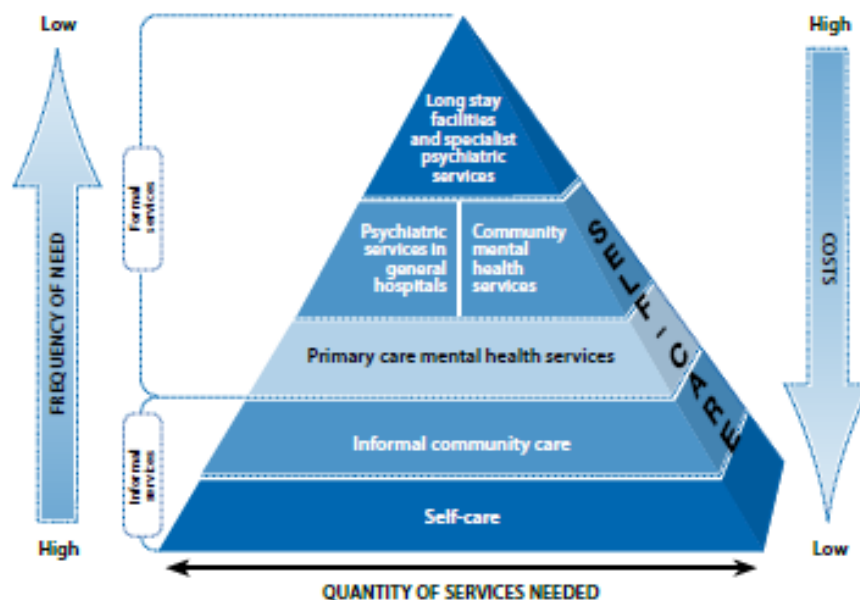 Low
High
Long stay
facilities
and specialist
psychiatric
services
Formal
services
Psychiatric
services in
general
hospitals
Community
mental
health
services
SELF-CARE
FREQUENCY OF NEED
COSTS
Primary care mental health services
Informal community care
Informal
services
Self-care
High
Low
QUANTITY OF SERVICES NEEDED